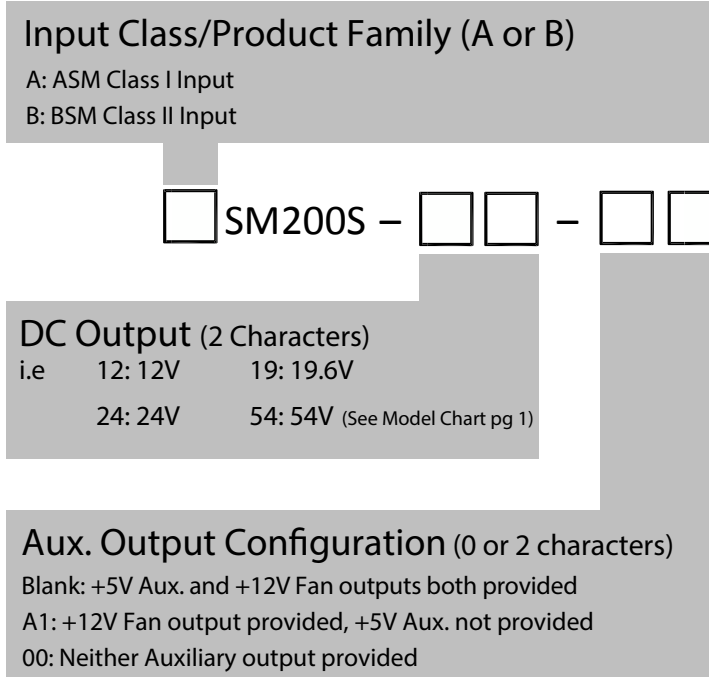 Input Class/Product Family (A or B)
A: ASM Class I Input
B: BSM Class II Input
SM200S – –
DC Output (2 Characters)
i.e 12: 12V 19: 19.6V
24: 24V 54: 54V (See Model Chart pg 1)
Aux. Output Configuration (0 or 2 characters)
Blank: +5V Aux. and +12V Fan outputs both provided
A1: +12V Fan output provided, +5V Aux. not provided
00: Neither Auxiliary output provided